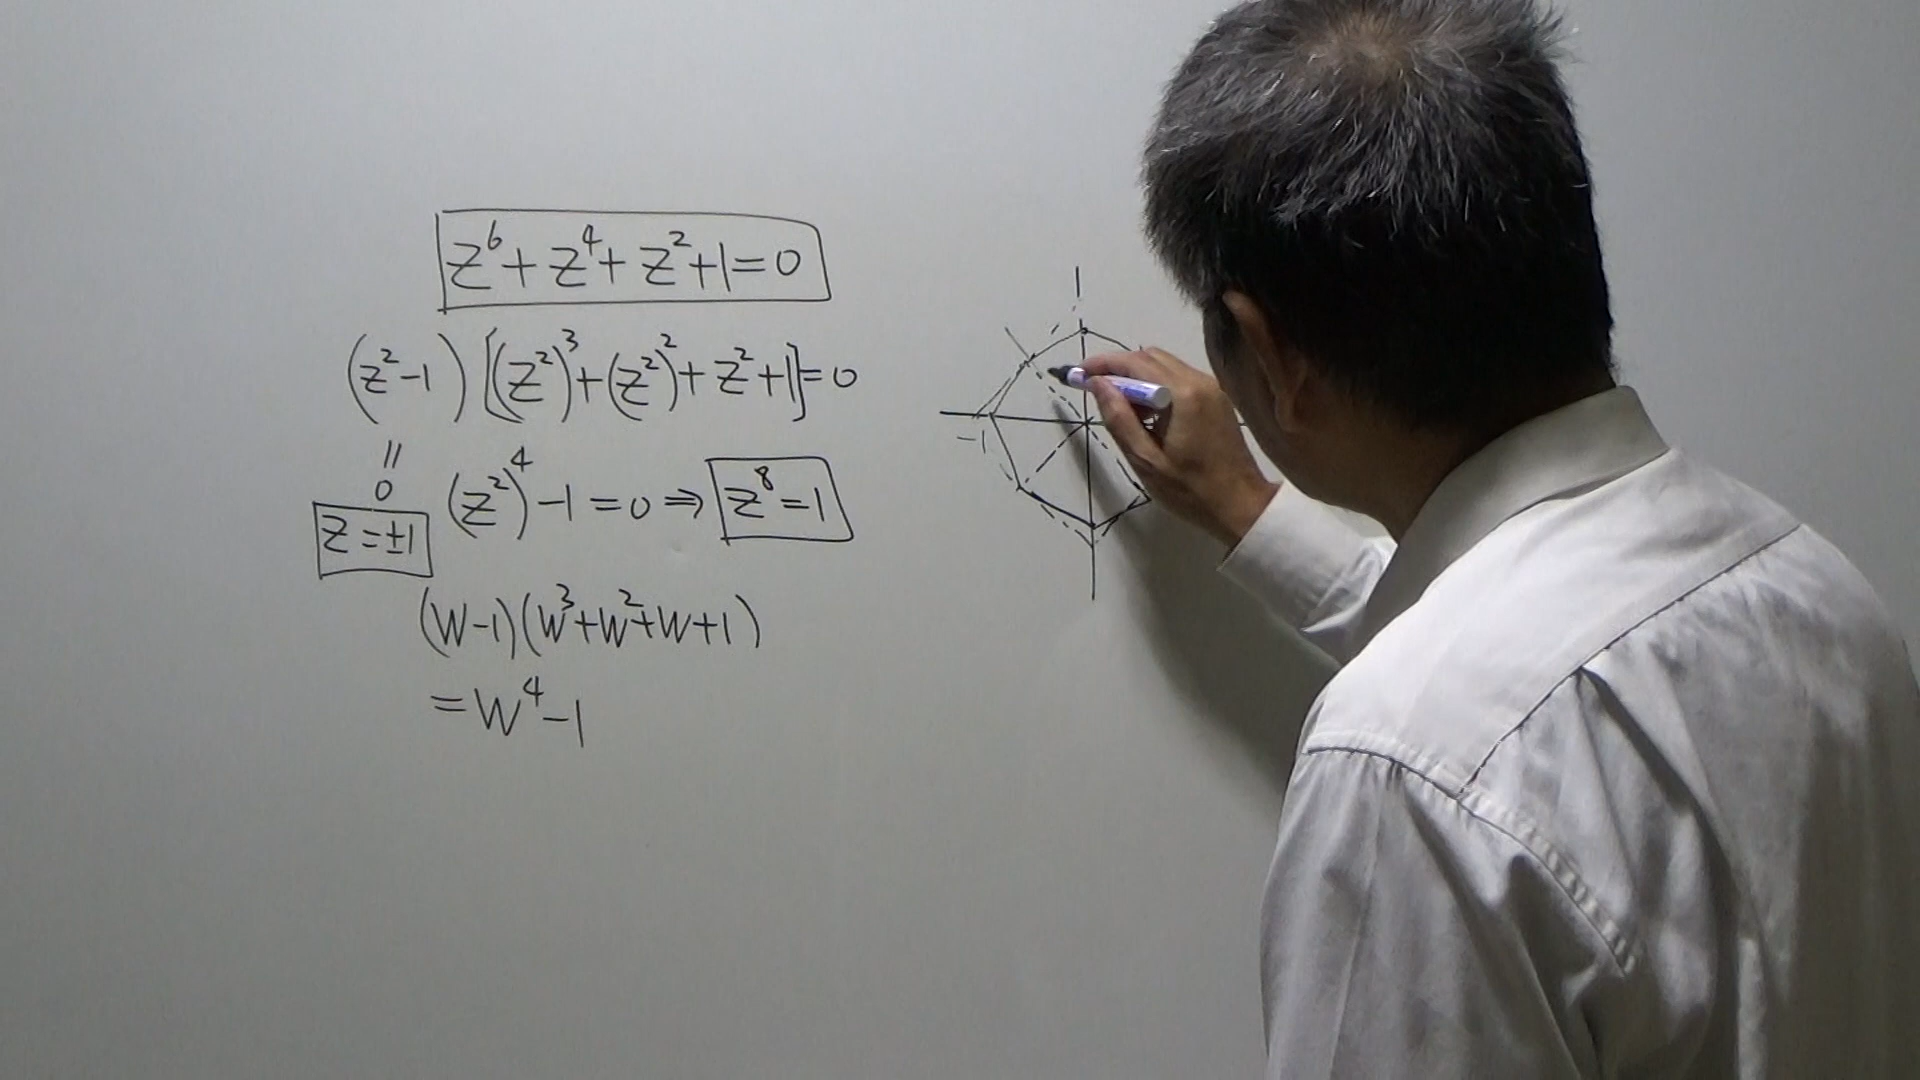 z⁶+z⁴+z²+1=0
(z²-1)[(z²)³+(z²)²+z²+1]=0
||
0
z=±1
(z²)⁴-1=0⇒z⁸=1
(w-1)(w³+w²+w+1)
=w⁴-1
-1